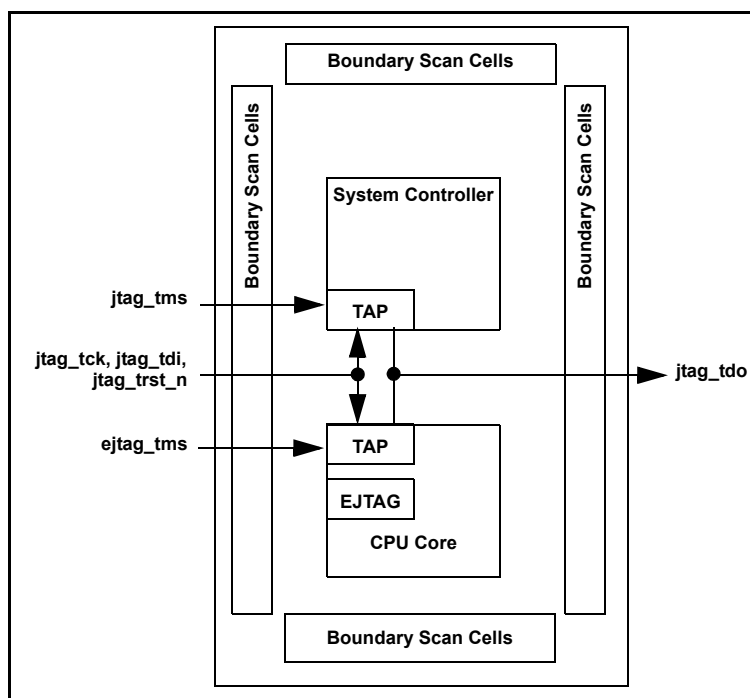 Boundary Scan Cells
Boundary Scan Cells
Boundary Scan Cells
System Controller
jtag_tms
TAP
jtag_tck, jtag_tdi,
jtag_trst_n
jtag_tdo
ejtag_tms
TAP
EJTAG
CPU Core
Boundary Scan Cells